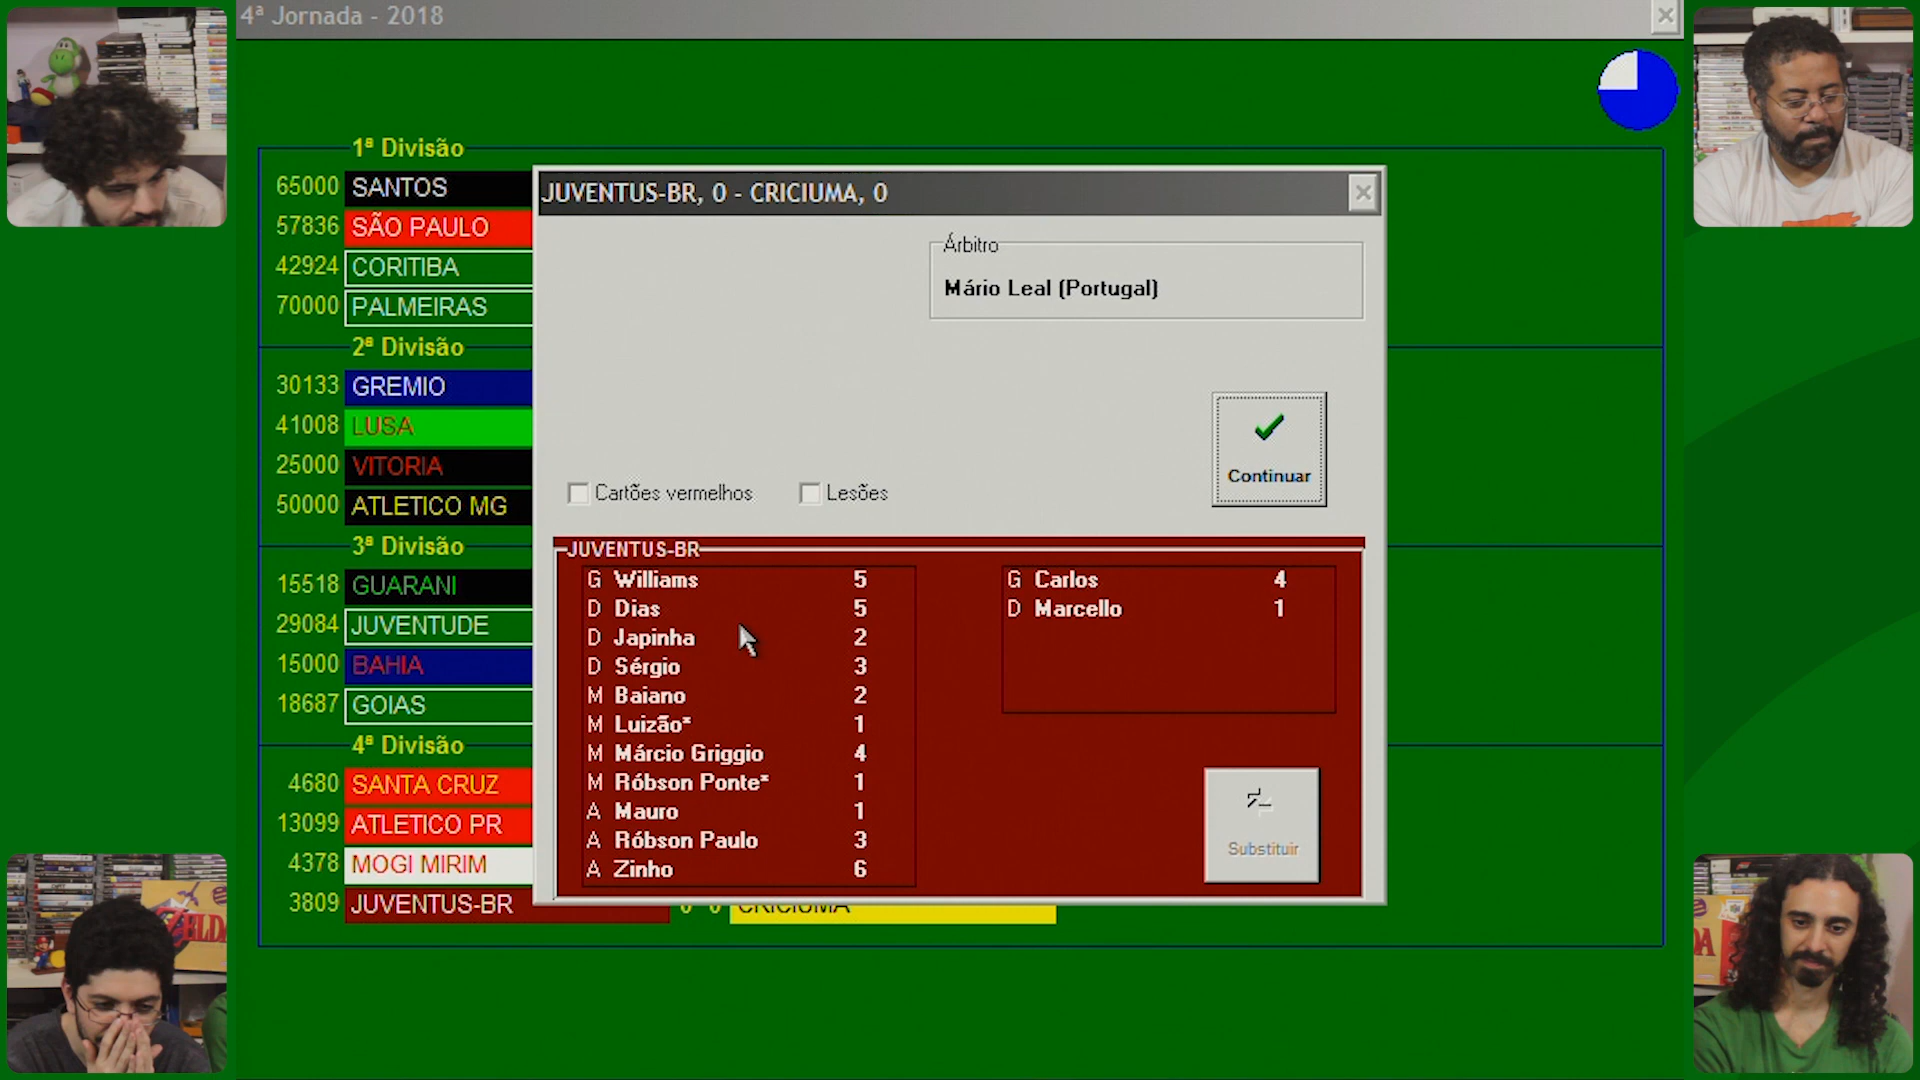 4ª Jornada - 2018
1ª Divisão
65000 SANTOS
57836 SÃO PAULO
42924 CORITIBA
70000 PALMEIRAS
2ª Divisão
30133 GREMIO
41008 LUSA
25000 VITORIA
50000 ATLETICO MG
3ª Divisão
15518 GUARANI
29084 JUVENTUDE
15000 BAHIA
18687 GOIAS
4ª Divisão
4680 SANTA CRUZ
13099 ATLETICO PR
4378 MOGI MIRIM
3809 JUVENTUS-BR 0 0 CRICIUMA
JUVENTUS-BR, 0 - CRICIUMA, 0
Árbitro
Mário Leal (Portugal)
Continuar
Cartões vermelhos
Lesões
JUVENTUS-BR
G Williams 5
D Dias 5
D Japinha 2
D Sérgio 3
M Baiano 2
M Luizão* 1
M Márcio Griggio 4
M Róbson Ponte* 1
A Mauro 1
A Róbson Paulo 3
A Zinho 6
G Carlos 4
D Marcello 1
Substituir
ZELDA